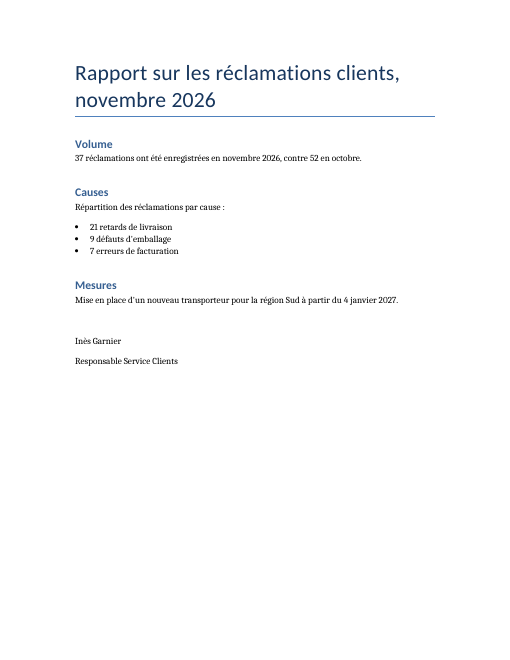 Rapport sur les réclamations clients,
novembre 2026
Volume
37 réclamations ont été enregistrées en novembre 2026, contre 52 en octobre.
Causes
Répartition des réclamations par cause :
• 21 retards de livraison
• 9 défauts d'emballage
• 7 erreurs de facturation
Mesures
Mise en place d'un nouveau transporteur pour la région Sud à partir du 4 janvier 2027.
Inès Garnier
Responsable Service Clients